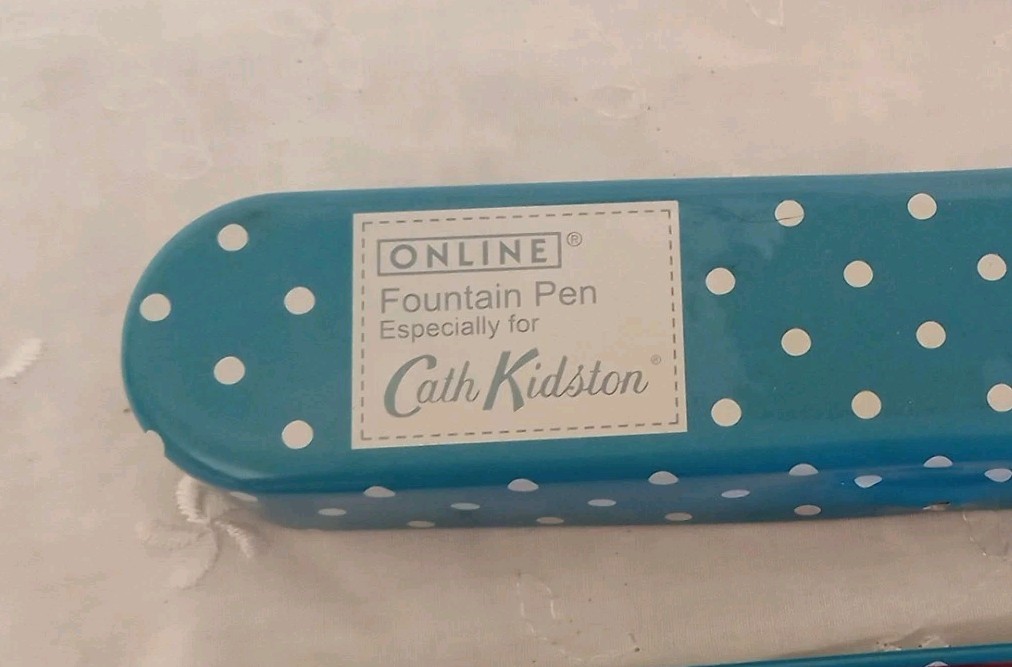 ONLINE®
Fountain Pen
Especially for
Cath Kidston®